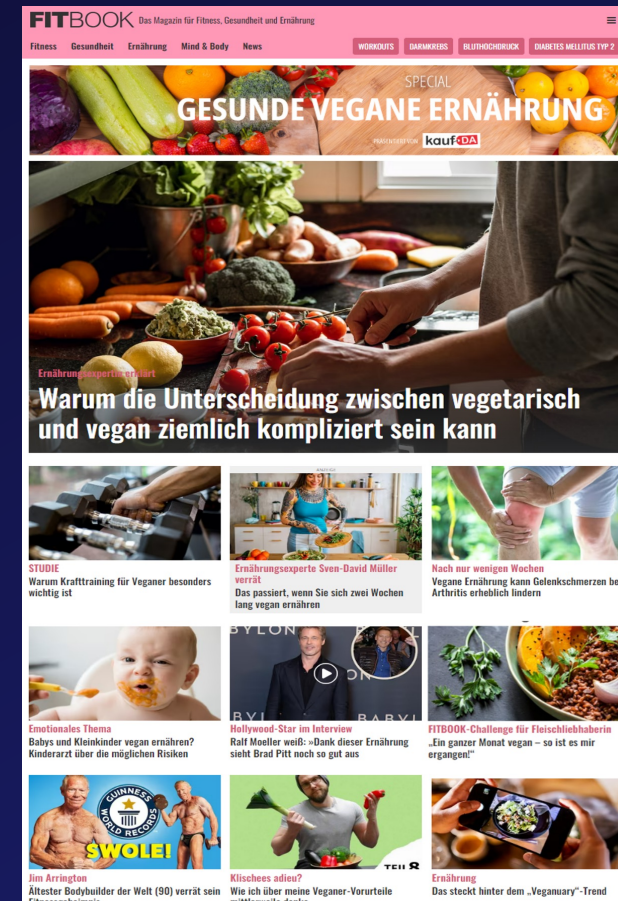 FITBOOK Das Magazin für Fitness, Gesundheit und Ernährung
Fitness Gesundheit Ernährung Mind & Body News WORKOUTS DARMKREBS BLUTHOCHDRUCK DIABETES MELLITUS TYP 2
SPECIAL
GESUNDE VEGANE ERNÄHRUNG
PRÄSENTIERT VON kaufDA
Ernährungsexpertin erklärt
Warum die Unterscheidung zwischen vegetarisch
und vegan ziemlich kompliziert sein kann
ANZEIGE
STUDIE
Warum Krafttraining für Veganer besonders
wichtig ist
Ernährungsexperte Sven-David Müller
verrät
Das passiert, wenn Sie sich zwei Wochen
lang vegan ernähren
Nach nur wenigen Wochen
Vegane Ernährung kann Gelenkschmerzen be
Arthritis erheblich lindern
BYLON BABYL
Emotionales Thema
Babys und Kleinkinder vegan ernähren?
Kinderarzt über die möglichen Risiken
Hollywood-Star im Interview
Ralf Moeller weiß: »Dank dieser Ernährung
sieht Brad Pitt noch so gut aus
FITBOOK-Challenge für Fleischliebhaberin
„Ein ganzer Monat vegan – so ist es mir
ergangen!"
GUINNESS
WORLD RECORDS
SWOLE!
TEIL 8
Jim Arrington
Ältester Bodybuilder der Welt (90) verrät sein
Klischees adieu?
Wie ich über meine Veganer-Vorurteile
Ernährung
Das steckt hinter dem „Veganuary"-Trend